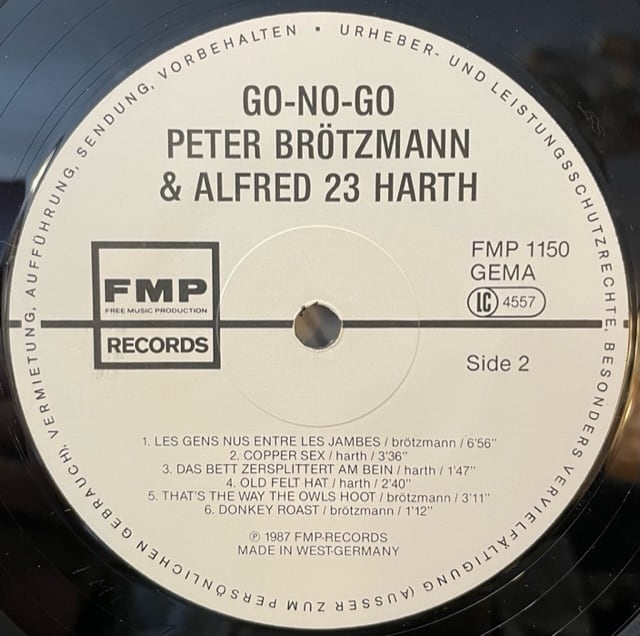 GO-NO-GO
PETER BRÖTZMANN
& ALFRED 23 HARTH
FMP
FREE MUSIC PRODUCTION
RECORDS
FMP 1150
GEMA
LC 4557
Side 2
1. LES GENS NUS ENTRE LES JAMBES / brötzmann / 6'56"
2. COPPER SEX / harth / 3'36"
3. DAS BETT ZERSPLITTERT AM BEIN / harth / 1'47"
4. OLD FELT HAT / harth / 2'40"
5. THAT'S THE WAY THE OWLS HOOT / brötzmann / 3'11"
6. DONKEY ROAST / brötzmann / 1'12"
℗ 1987 FMP-RECORDS
MADE IN WEST-GERMANY
URHEBER- UND LEISTUNGSSCHUTZRECHTE, BESONDERS VERVIELFÄLTIGUNG (AUSSER ZUM PERSÖNLICHEN GEBRAUCH), VERMIETUNG, AUFFÜHRUNG, SENDUNG, VORBEHALTEN •